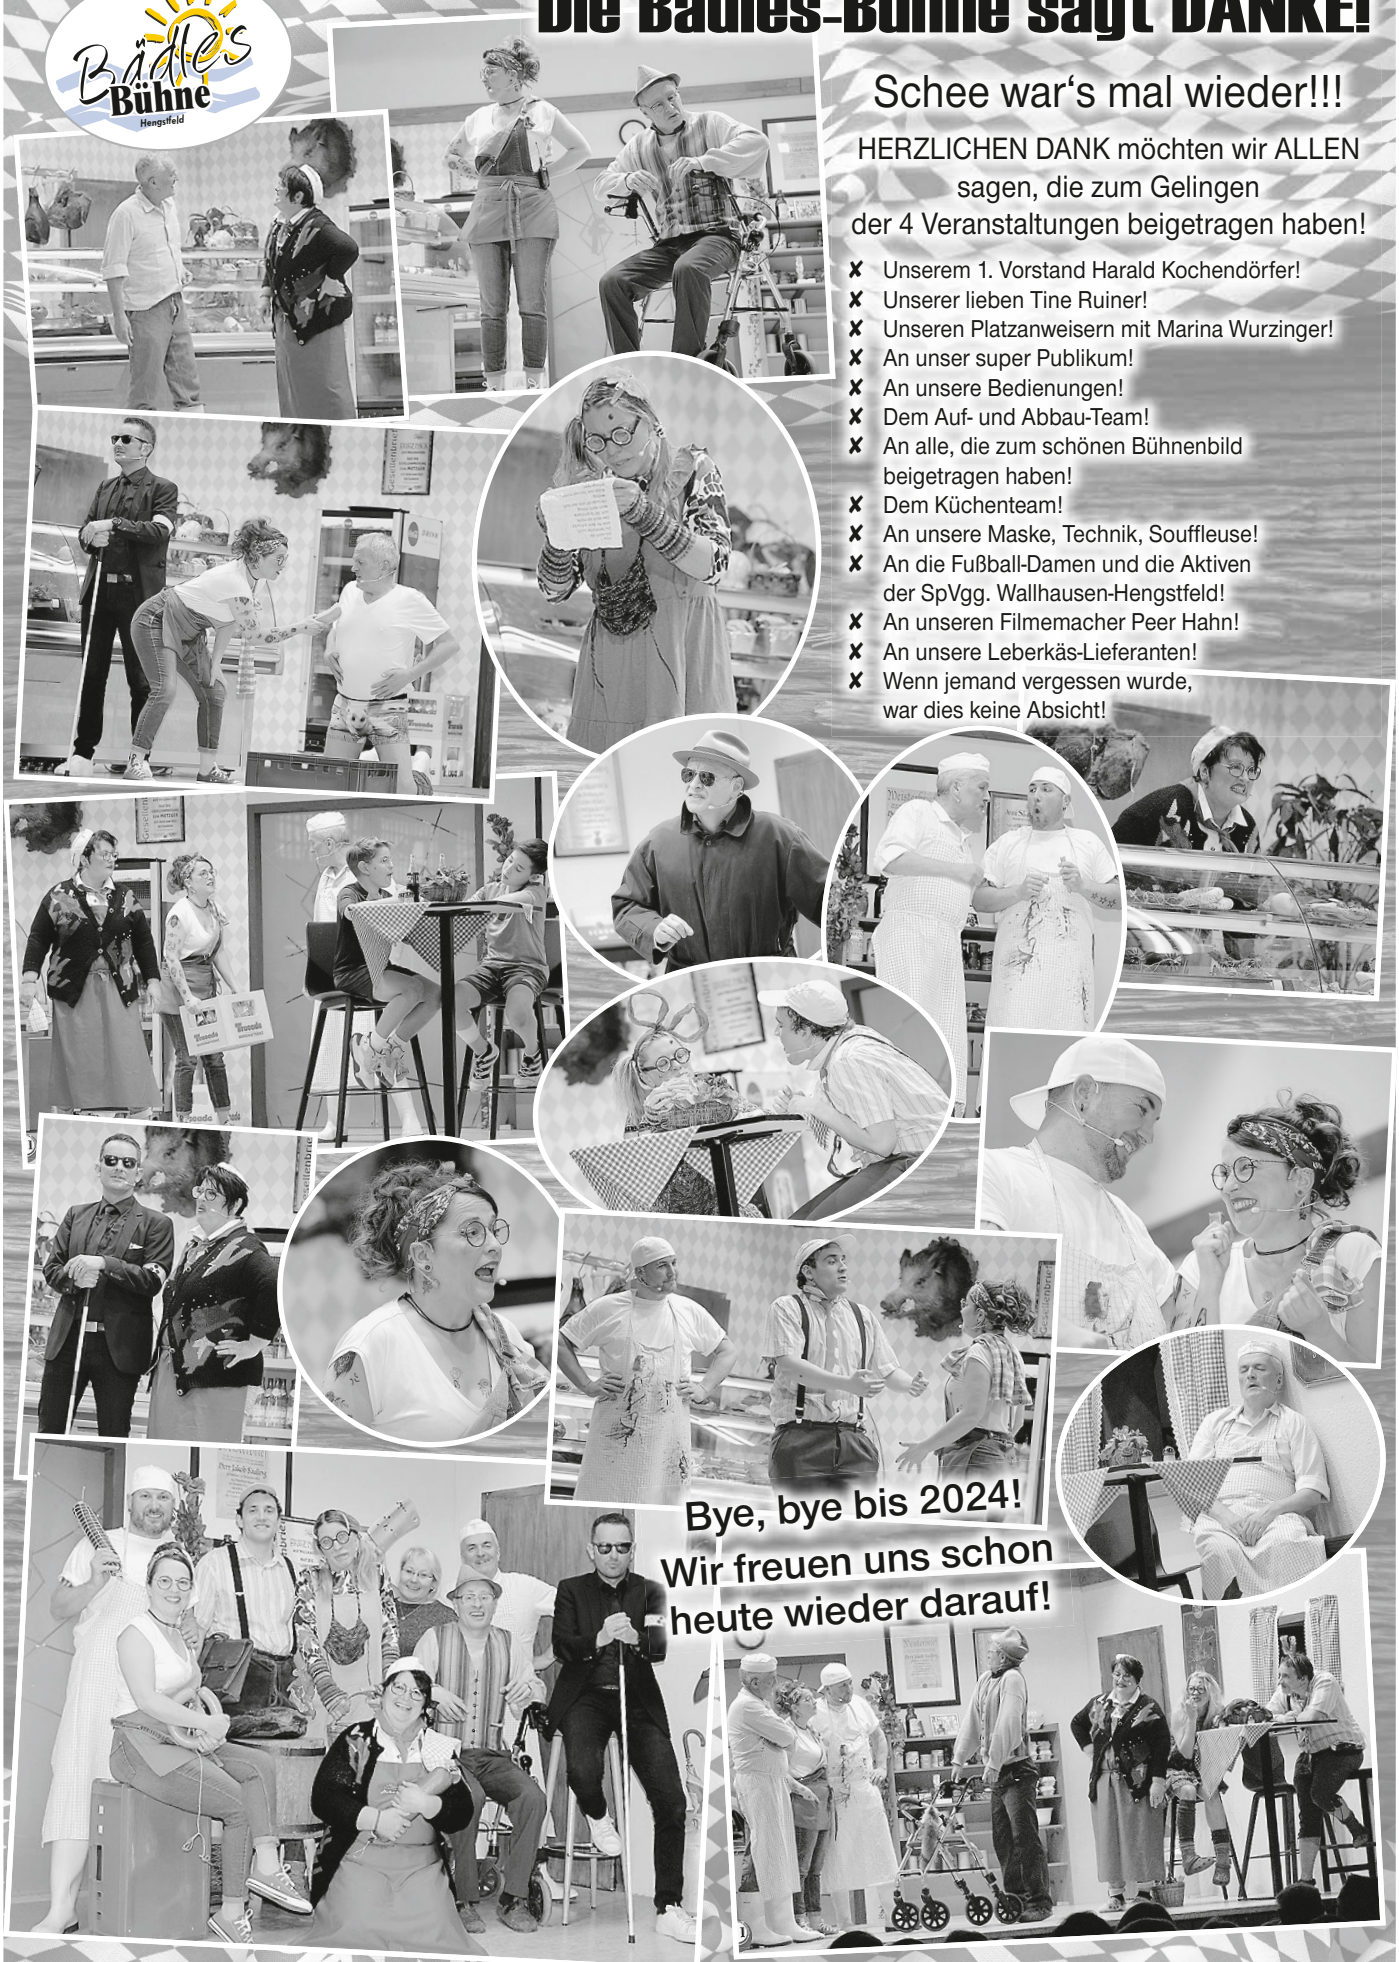 Die Bädles-Bühne sagt DANKE!
Bädles
Bühne
Hengstfeld
Schee war‘s mal wieder!!!
HERZLICHEN DANK möchten wir ALLEN
sagen, die zum Gelingen
der 4 Veranstaltungen beigetragen haben!
✘ Unserem 1. Vorstand Harald Kochendörfer!
✘ Unserer lieben Tine Ruiner!
✘ Unseren Platzanweisern mit Marina Wurzinger!
✘ An unser super Publikum!
✘ An unsere Bedienungen!
✘ Dem Auf- und Abbau-Team!
✘ An alle, die zum schönen Bühnenbild
beigetragen haben!
✘ Dem Küchenteam!
✘ An unsere Maske, Technik, Souffleuse!
✘ An die Fußball-Damen und die Aktiven
der SpVgg. Wallhausen-Hengstfeld!
✘ An unseren Filmemacher Peer Hahn!
✘ An unsere Leberkäs-Lieferanten!
✘ Wenn jemand vergessen wurde,
war dies keine Absicht!
Bye, bye bis 2024!
Wir freuen uns schon
heute wieder darauf!